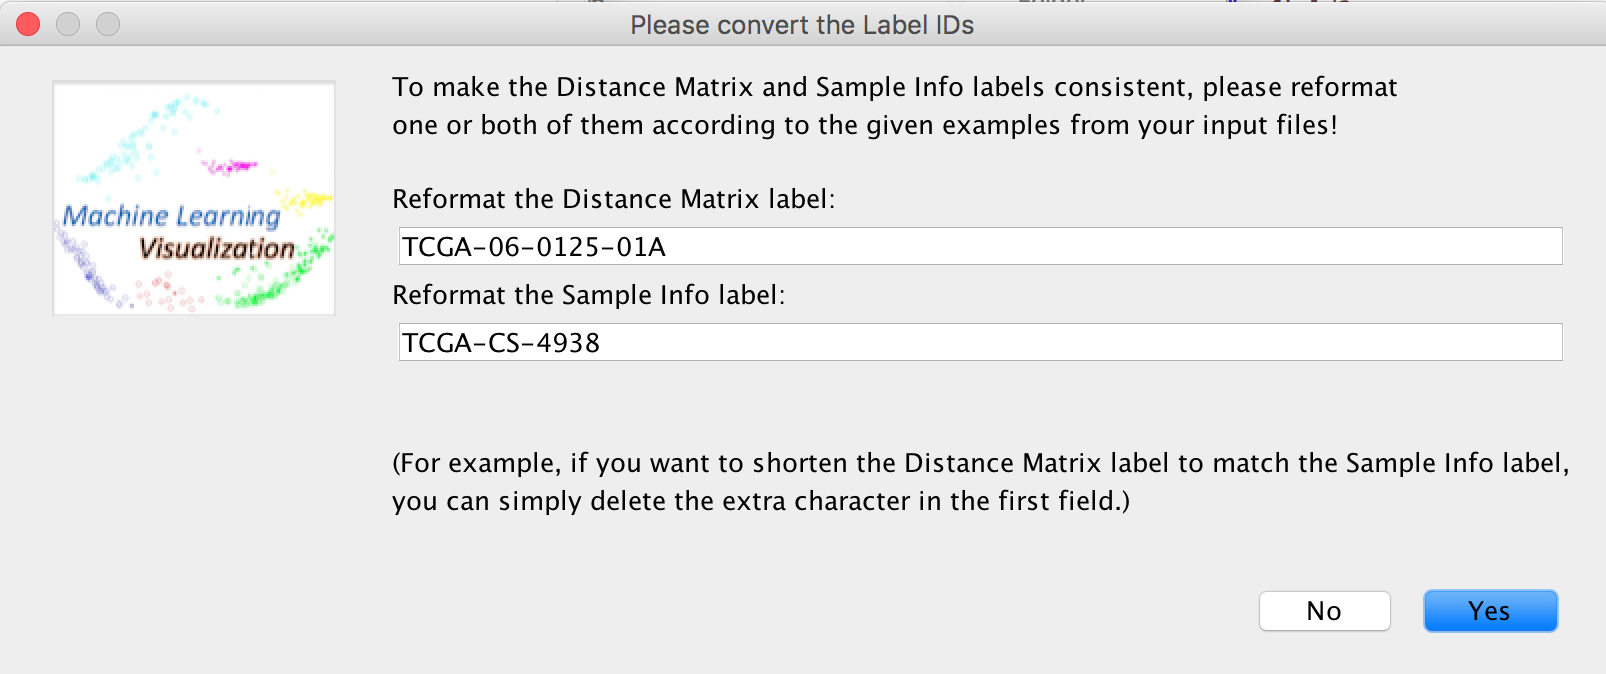 Please convert the Label IDs
To make the Distance Matrix and Sample Info labels consistent, please reformat
one or both of them according to the given examples from your input files!
Machine Learning
Visualization
Reformat the Distance Matrix label:
TCGA-06-0125-01A
Reformat the Sample Info label:
TCGA-CS-4938
(For example, if you want to shorten the Distance Matrix label to match the Sample Info label,
you can simply delete the extra character in the first field.)
No
Yes